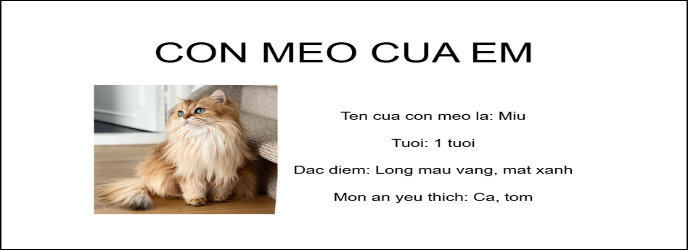 CON MEO CUA EM
Ten cua con meo la: Miu
Tuoi: 1 tuoi
Dac diem: Long mau vang, mat xanh
Mon an yeu thich: Ca, tom